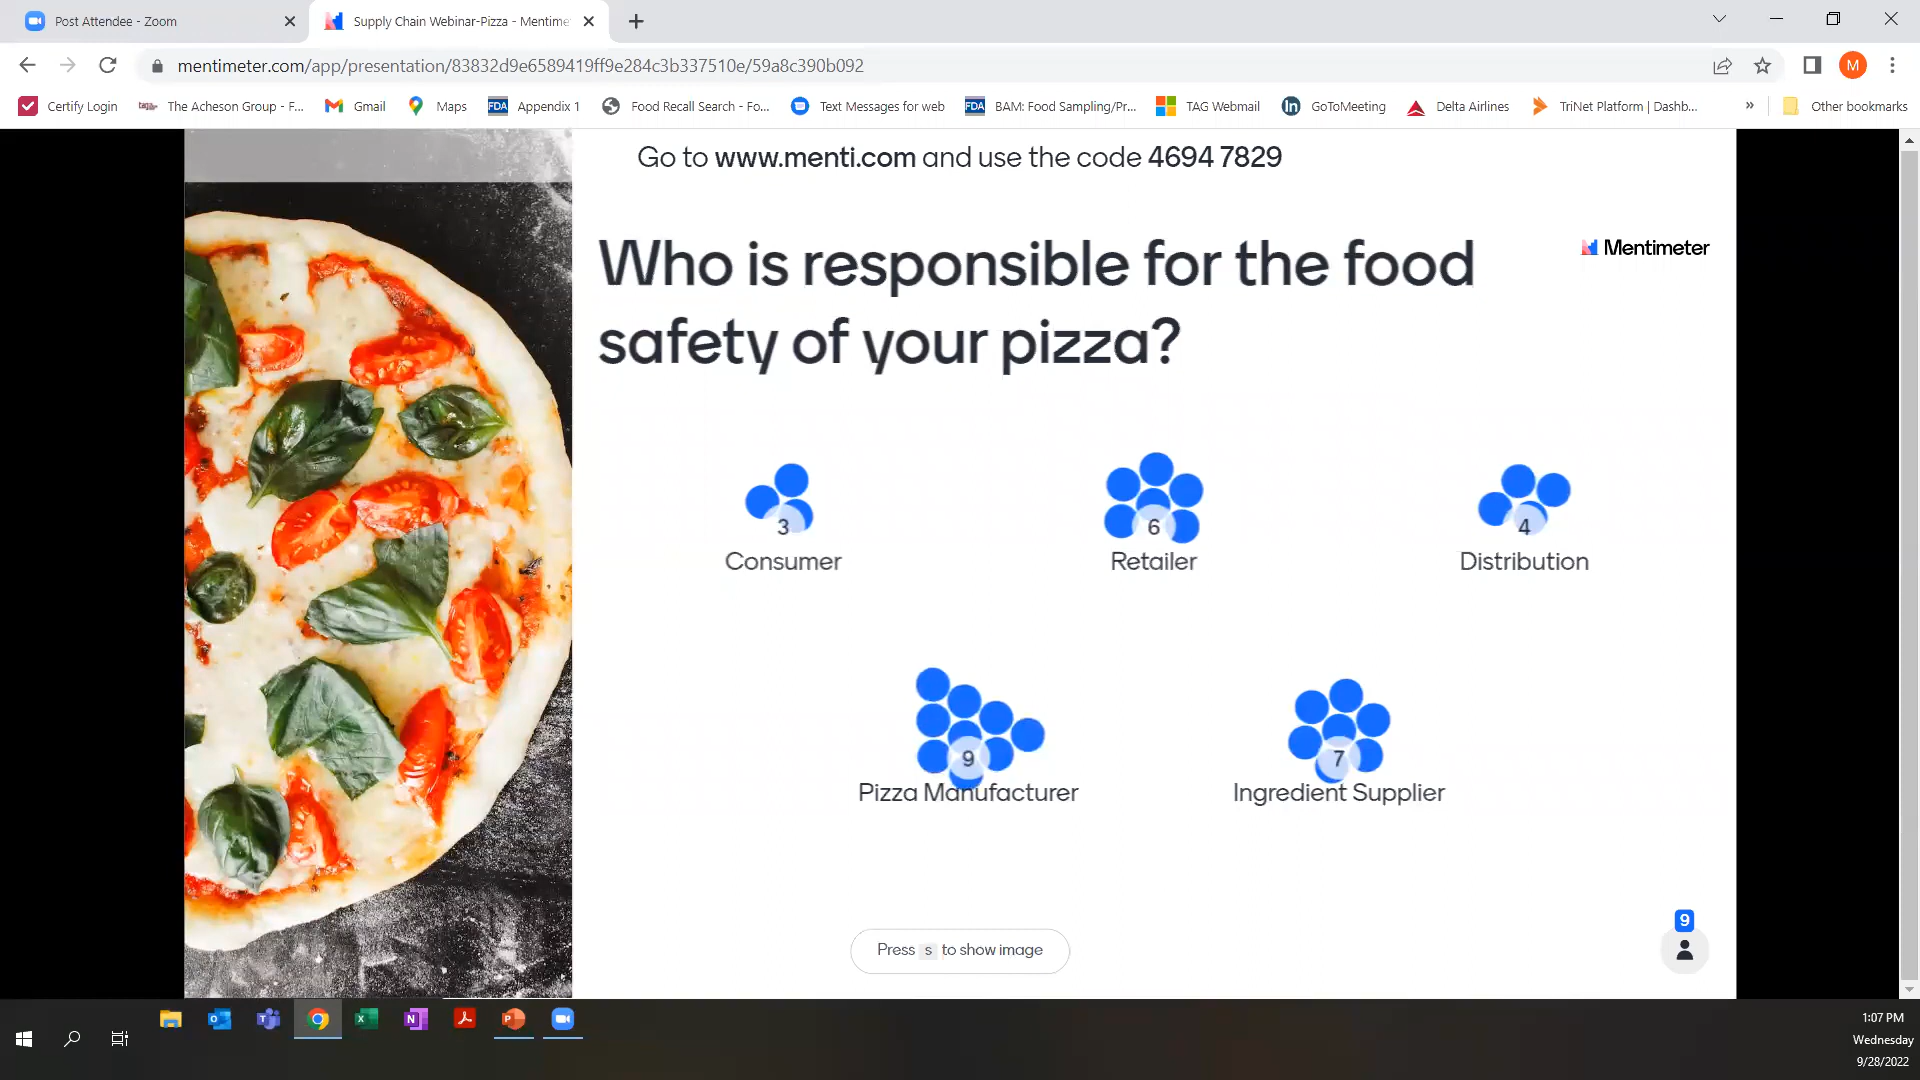 Post Attendee - Zoom
Supply Chain Webinar-Pizza - Mentime
mentimeter.com/app/presentation/83832d9e6589419ff9e284c3b337510e/59a8c390b092
M
Certify Login
The Acheson Group - F...
Gmail
Maps
FDA
Appendix 1
Food Recall Search - Fo...
Text Messages for web
FDA
BAM: Food Sampling/Pr...
TAG Webmail
in
GoToMeeting
Delta Airlines
TriNet Platform | Dashb...
»
Other bookmarks
Go to www.menti.com and use the code 4694 7829
Who is responsible for the food
safety of your pizza?
Mentimeter
3
Consumer
6
Retailer
4
Distribution
9
Pizza Manufacturer
7
Ingredient Supplier
Press s to show image
9
1:07 PM
Wednesday
9/28/2022